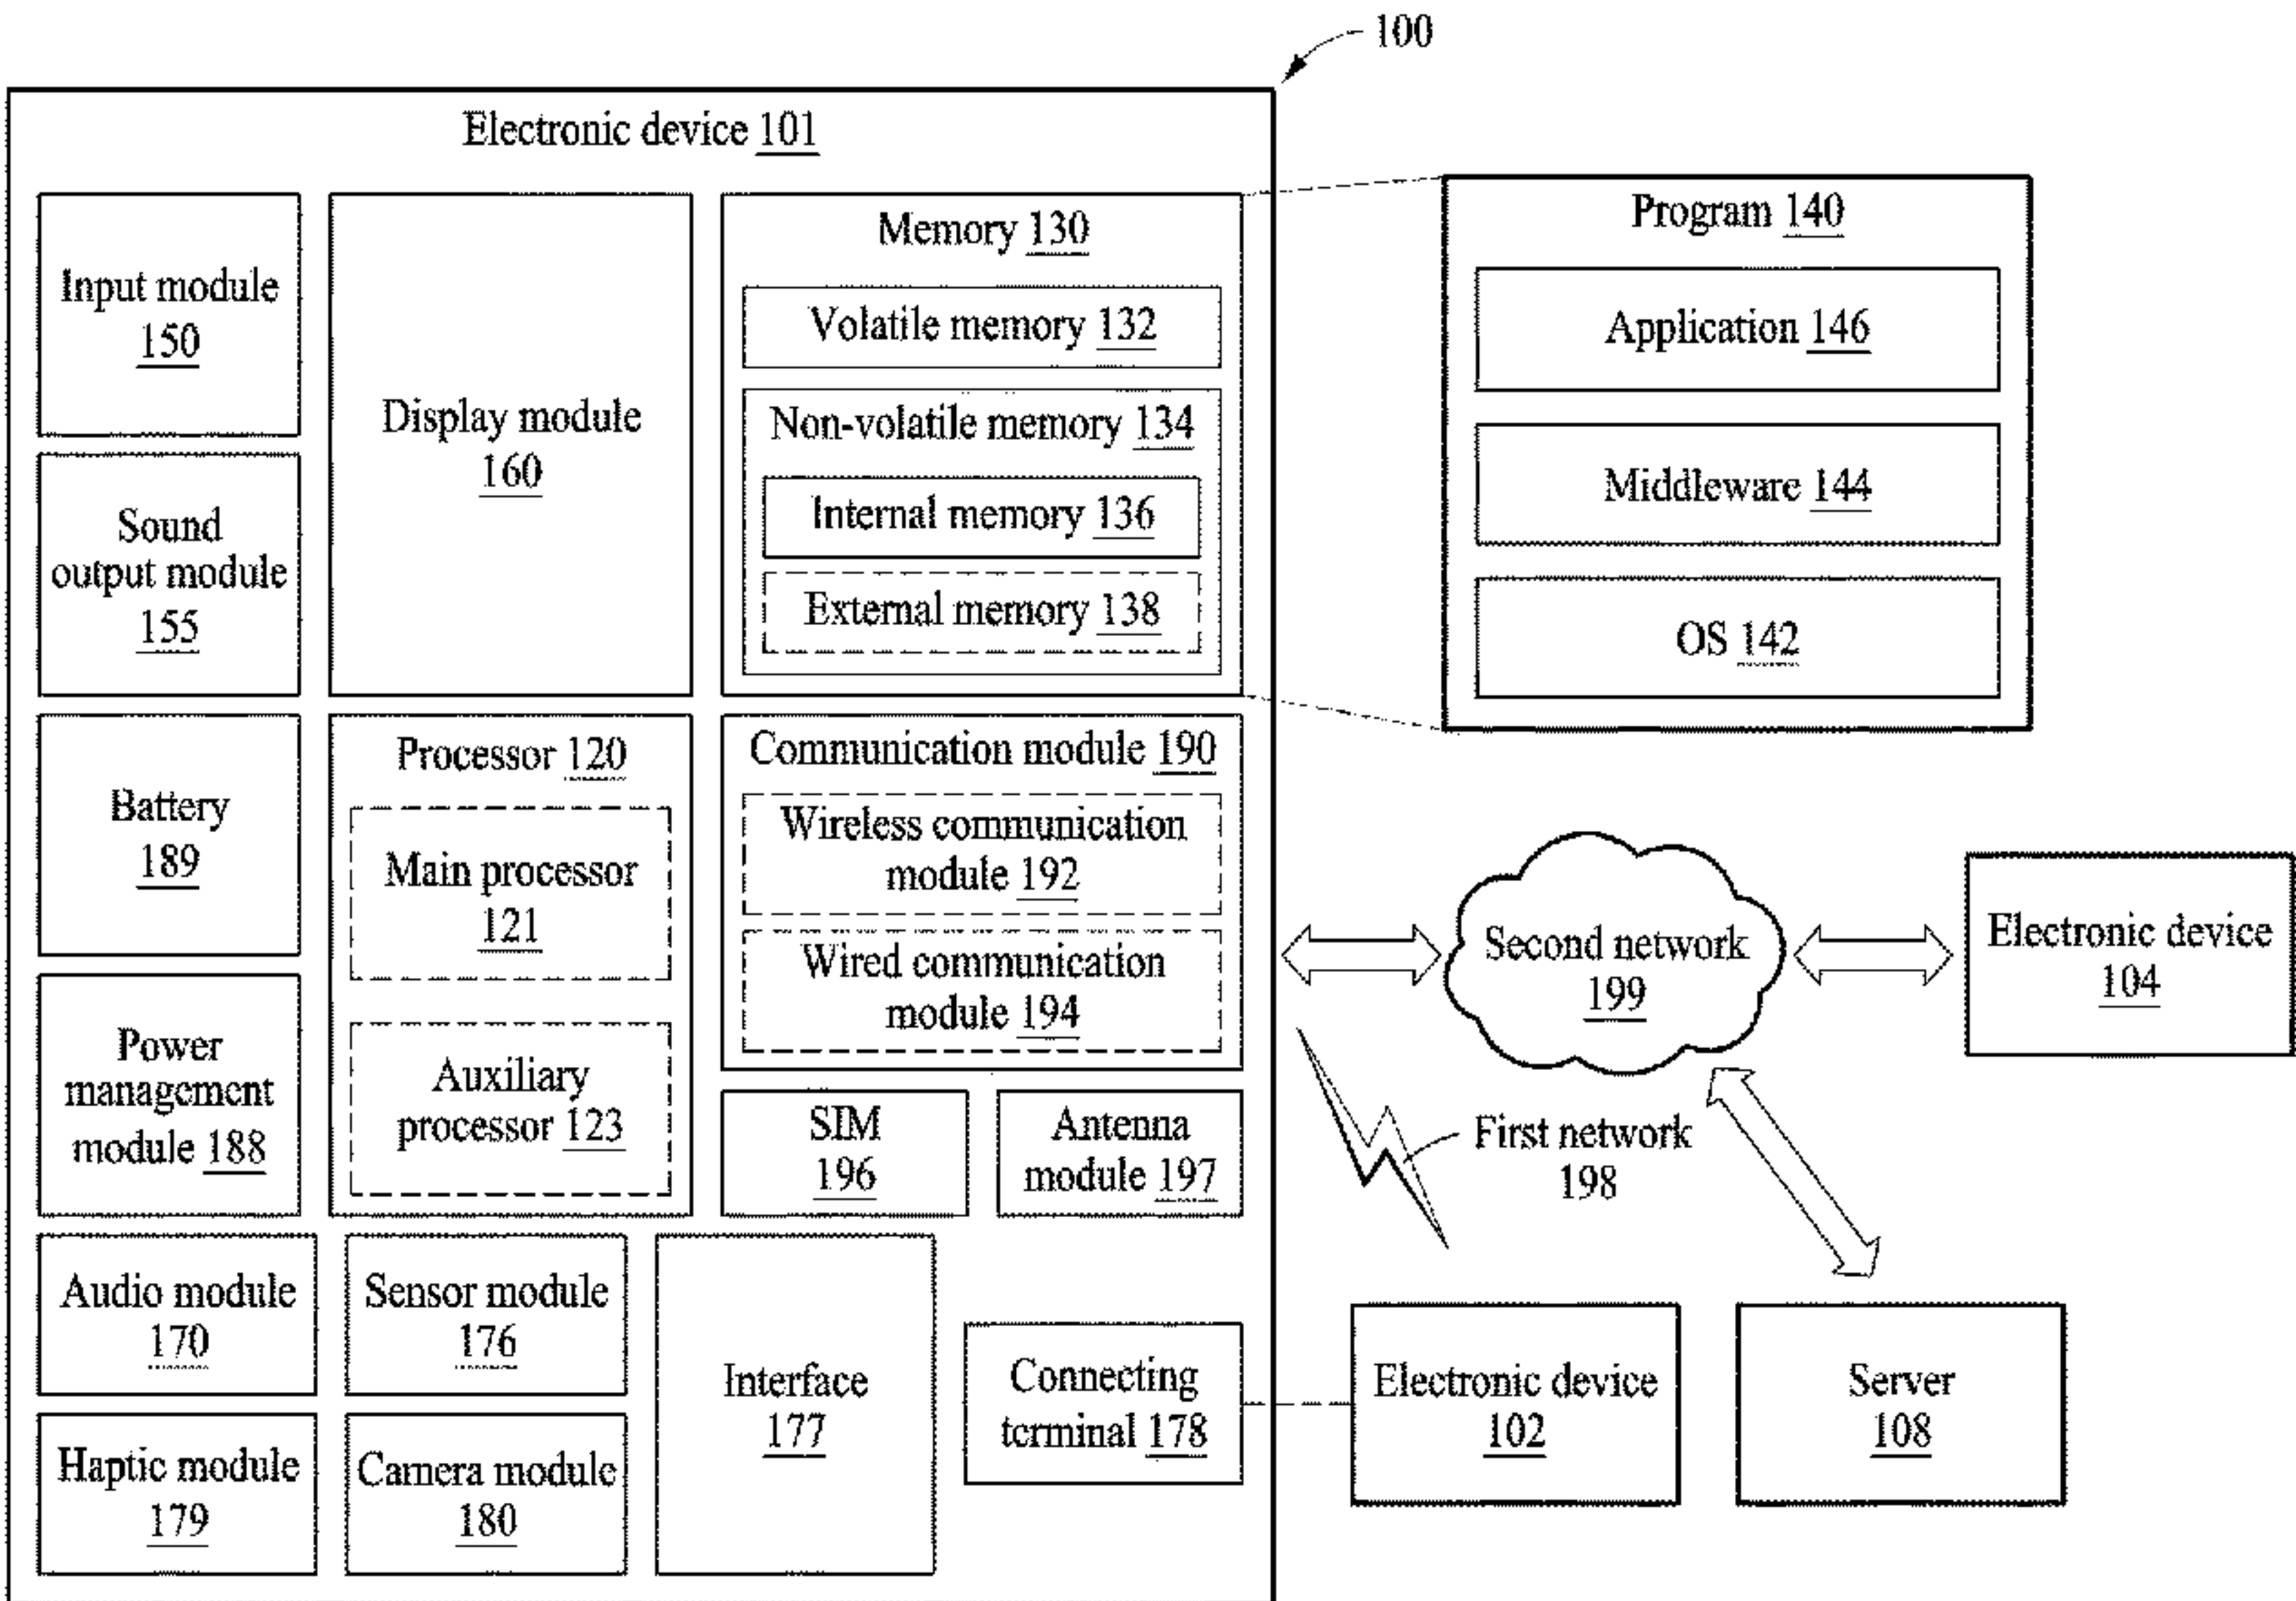 100
Electronic device 101
Input module
150
Sound
output module
155
Display module
160
Memory 130
Volatile memory 132
Non-volatile memory 134
Internal memory 136
External memory 138
Program 140
Application 146
Middleware 144
OS 142
Battery
189
Power
management
module 188
Processor 120
Main processor
121
Auxiliary
processor 123
Communication module 190
Wireless communication
module 192
Wired communication
module 194
SIM
196
Antenna
module 197
Second network
199
Electronic device
104
First network
198
Audio module
170
Sensor module
176
Haptic module
179
Camera module
180
Interface
177
Connecting
terminal 178
Electronic device
102
Server
108